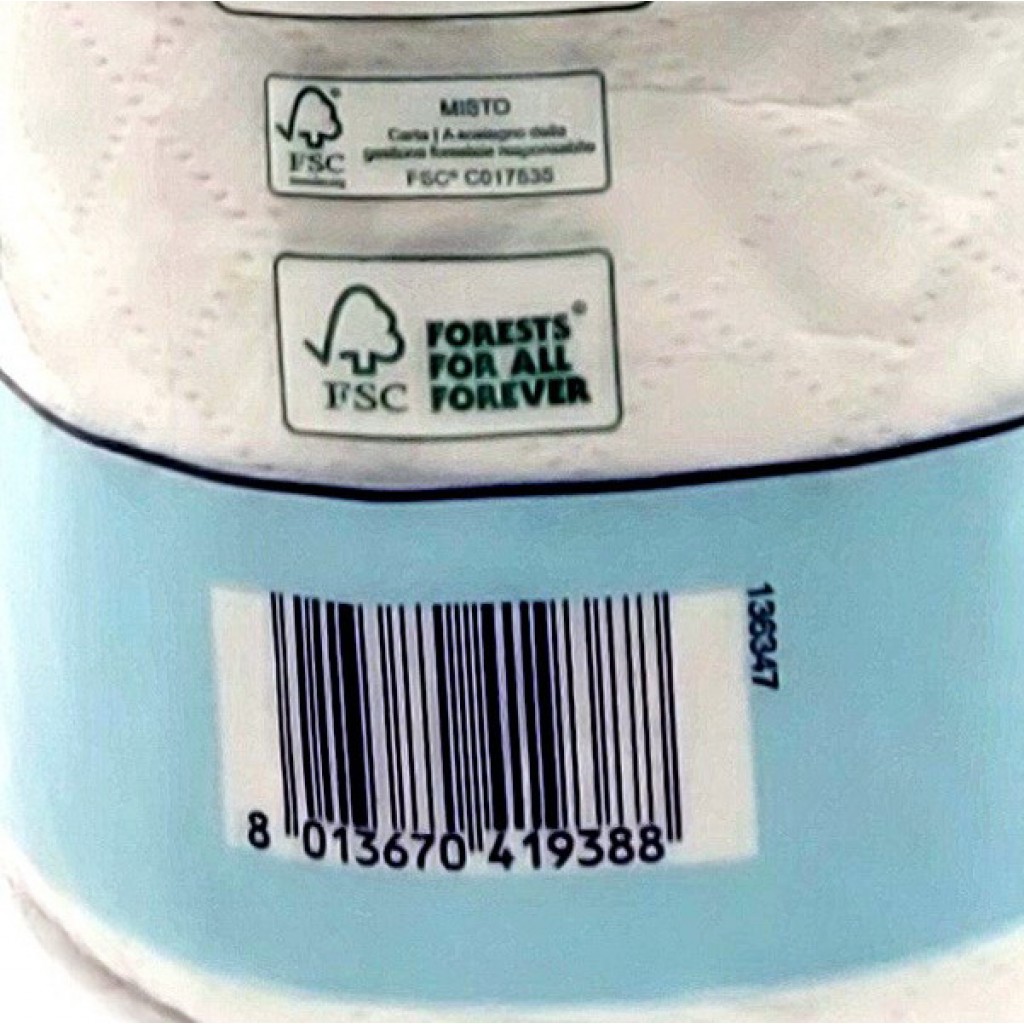 MISTO
Carta | A sostegno della
gestione forestale responsabile
FSC® C017535
FSC
FORESTS®
FOR ALL
FOREVER
FSC
136347
8 013670 419388